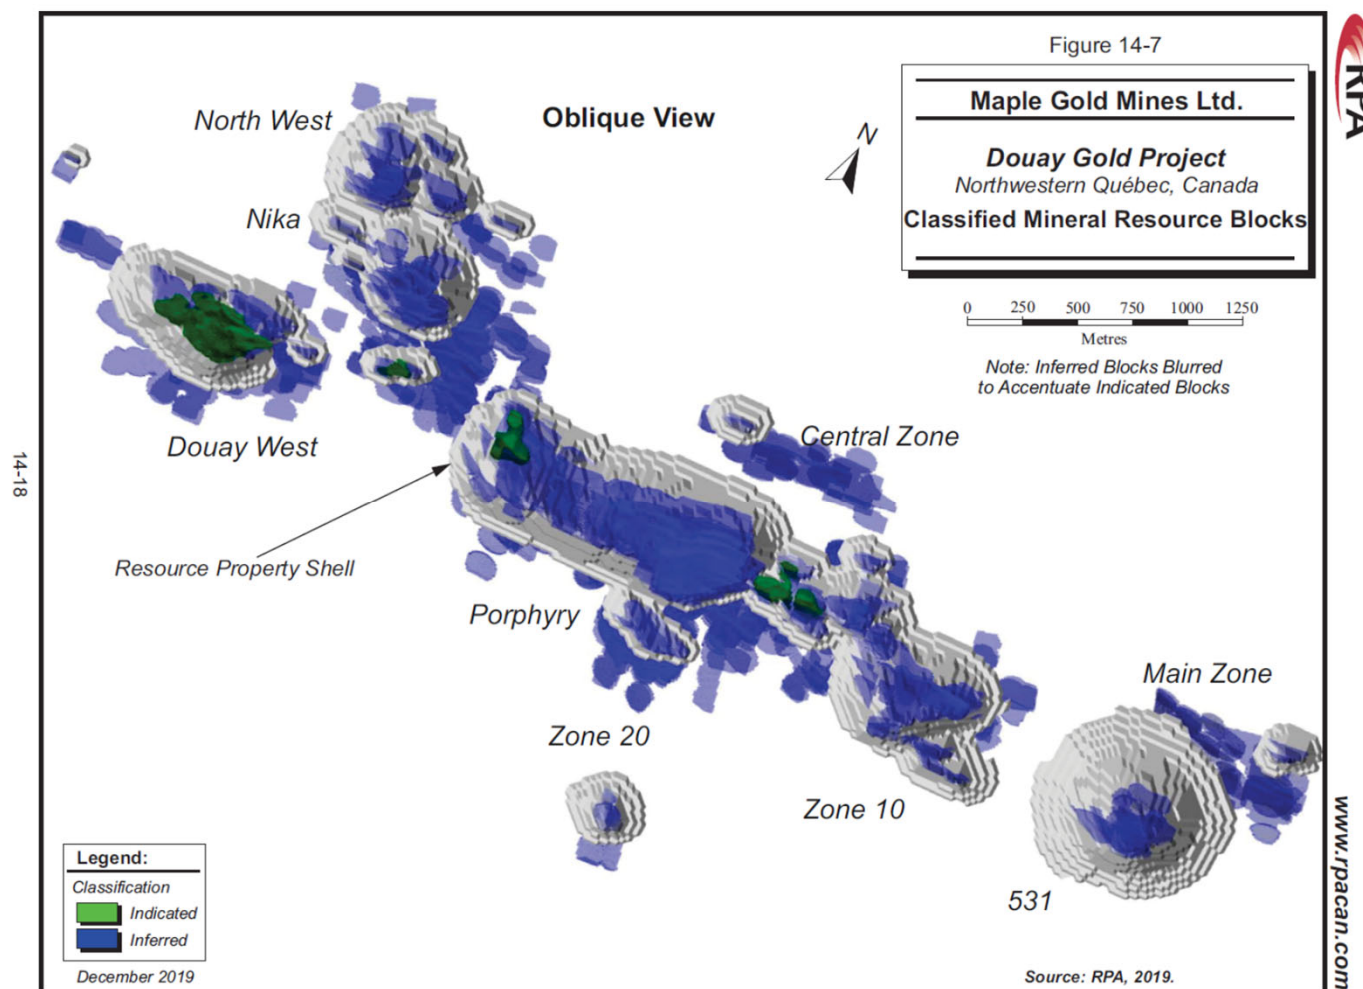 Figure 14-7
RPA
Maple Gold Mines Ltd.
Douay Gold Project
Northwestern Québec, Canada
Classified Mineral Resource Blocks
Oblique View
N
0 250 500 750 1000 1250
Metres
Note: Inferred Blocks Blurred
to Accentuate Indicated Blocks
North West
Nika
Douay West
Central Zone
14-18
Resource Property Shell
Porphyry
Main Zone
Zone 20
Zone 10
531
Legend:
Classification
Indicated
Inferred
December 2019
Source: RPA, 2019.
www.rpacan.com